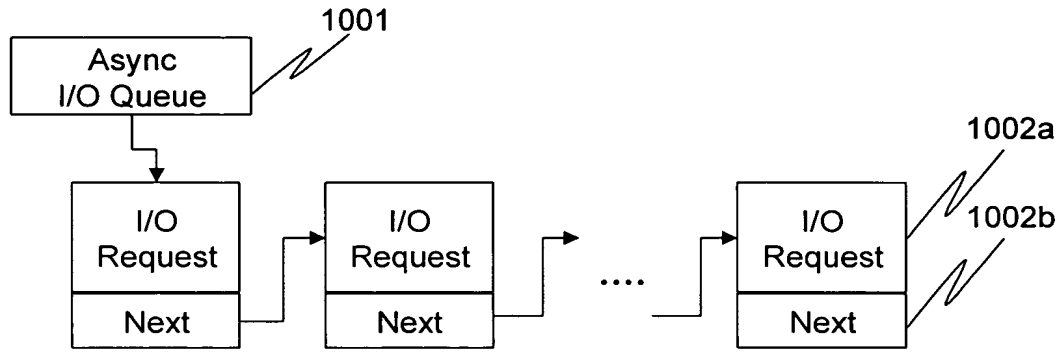 1001
Async
I/O Queue
1002a
I/O
Request
I/O
Request
....
I/O
Request
1002b
Next
Next
Next